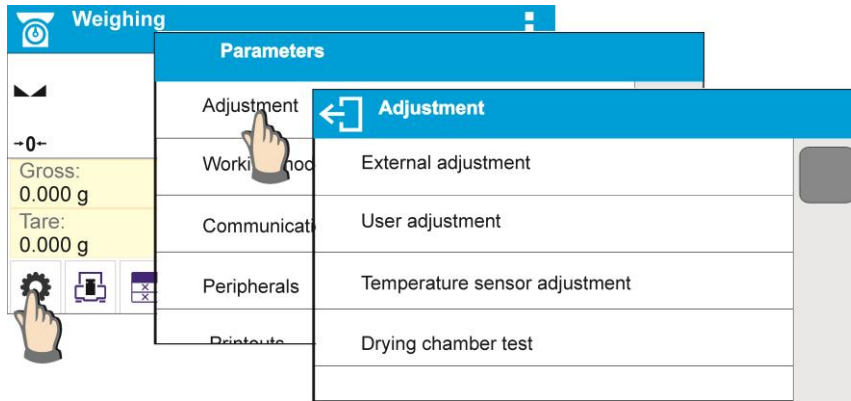 Weighing
Parameters
Adjustment
Adjustment
→0←
Gross:
0.000 g
Tare:
0.000 g
Peripherals
External adjustment
User adjustment
Temperature sensor adjustment
Drying chamber test